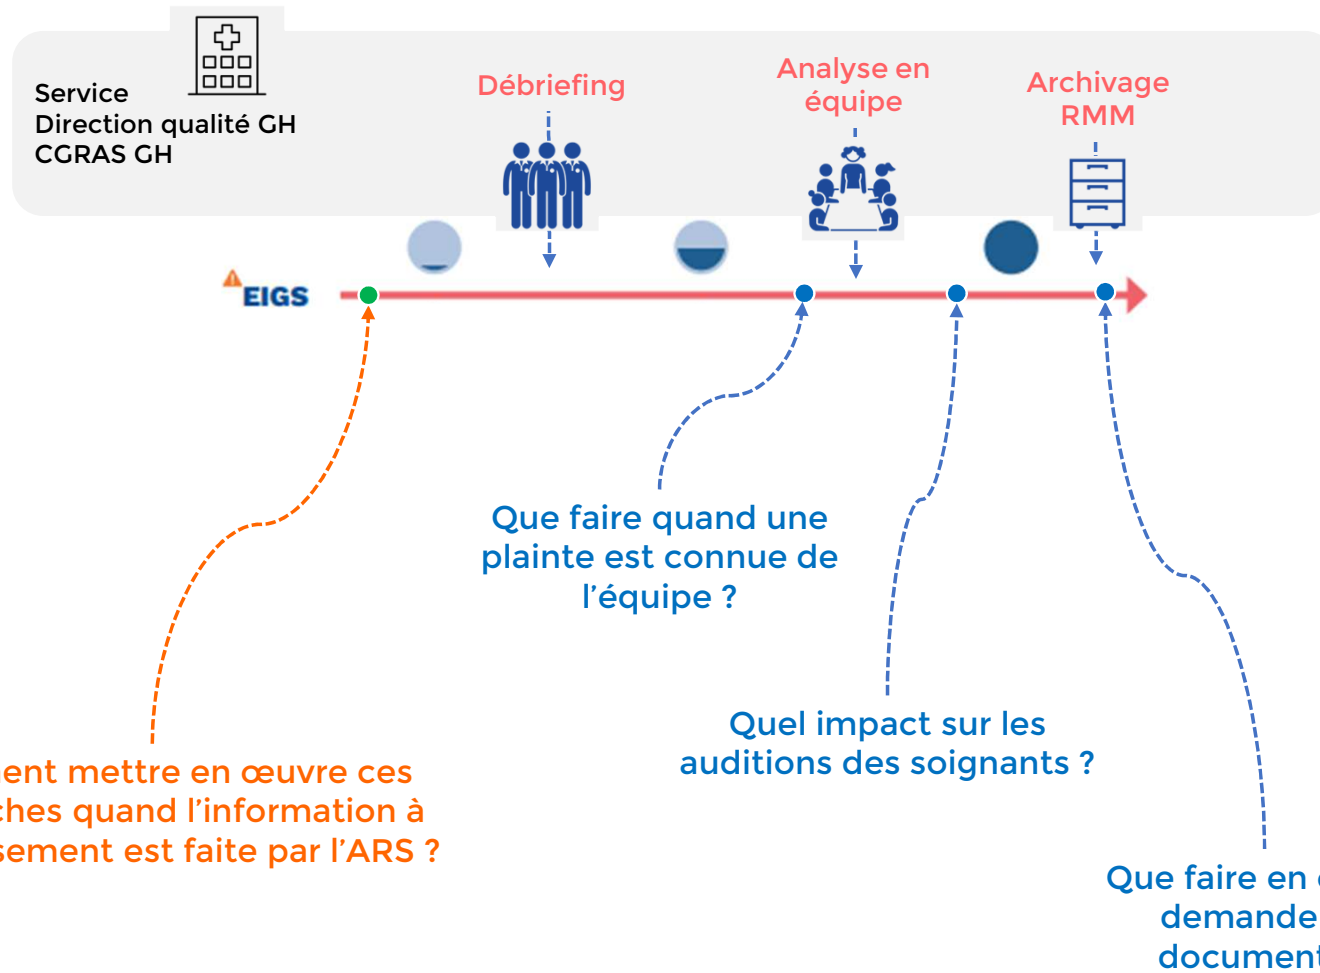 Service
Direction qualité GH
CGRAS GH
Débriefing
Analyse en
équipe
Archivage
RMM
EIGS
Que faire quand une
plainte est connue de
l'équipe ?
Quel impact sur les
auditions des soignants ?
ent mettre en œuvre ces
ches quand l'information à
sement est faite par l'ARS ?
Que faire en
demande
document